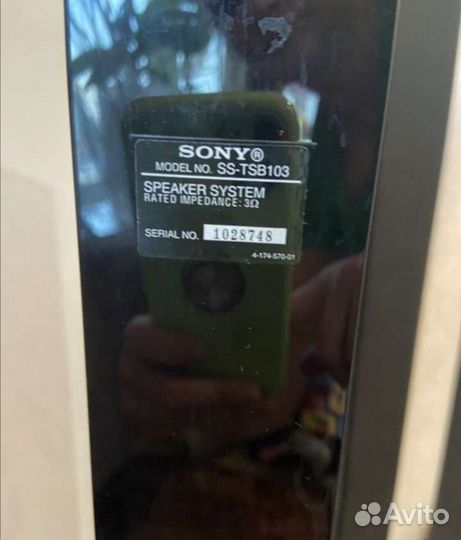 SONY®
MODEL NO. SS-TSB103
SPEAKER SYSTEM
RATED IMPEDANCE: 3Ω
SERIAL NO. 1028748
4-174-570-01
Avito